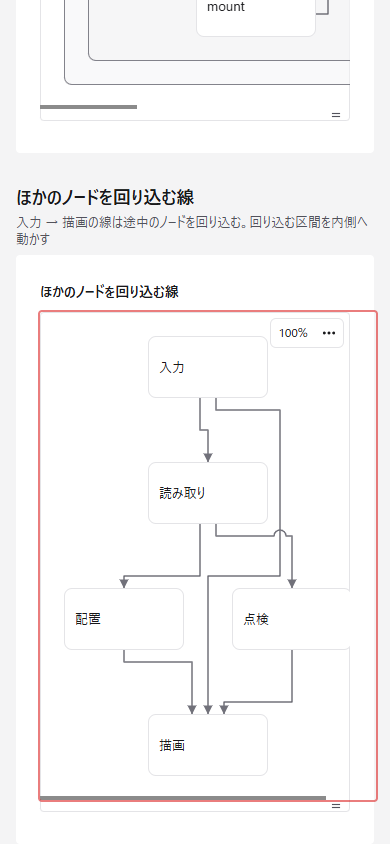 mount
ほかのノードを回り込む線
入力 → 描画の線は途中のノードを回り込む。回り込む区間を内側へ
動かす
ほかのノードを回り込む線
100%
入力
読み取り
配置
点検
描画